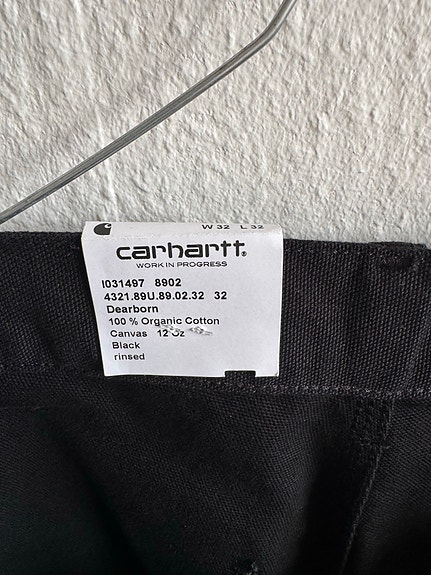 W 32 L 32
carhartt®
WORK IN PROGRESS
I031497 8902
4321.89U.89.02.32 32
Dearborn
100 % Organic Cotton
Canvas 12 Oz
Black
rinsed